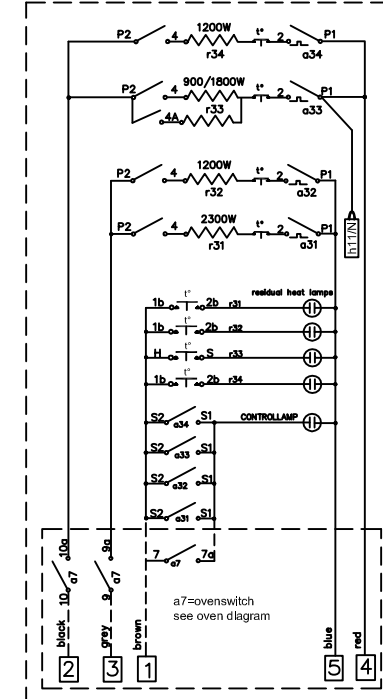 1200W
P2 4 t° 2 P1
r34 a34
900/1800W
P2 4 t° 2 P1
r33 a33
4A
1200W
P2 4 t° 2 P1
r32 a32
h11/N
2300W
P2 4 t° 2 P1
r31 a31
residual heat lamps
t°
1b 2b r31
t°
1b 2b r32
t°
H S r33
t°
1b 2b r34
S2 S1 CONTROLLAMP
a34
S2 S1
a33
S2 S1
a32
S2 S1
a31
10a 9a 7 7a
a7 a7 a7
10 9
a7=ovenswitch
see oven diagram
black grey brown blue red
2 3 1 5 4